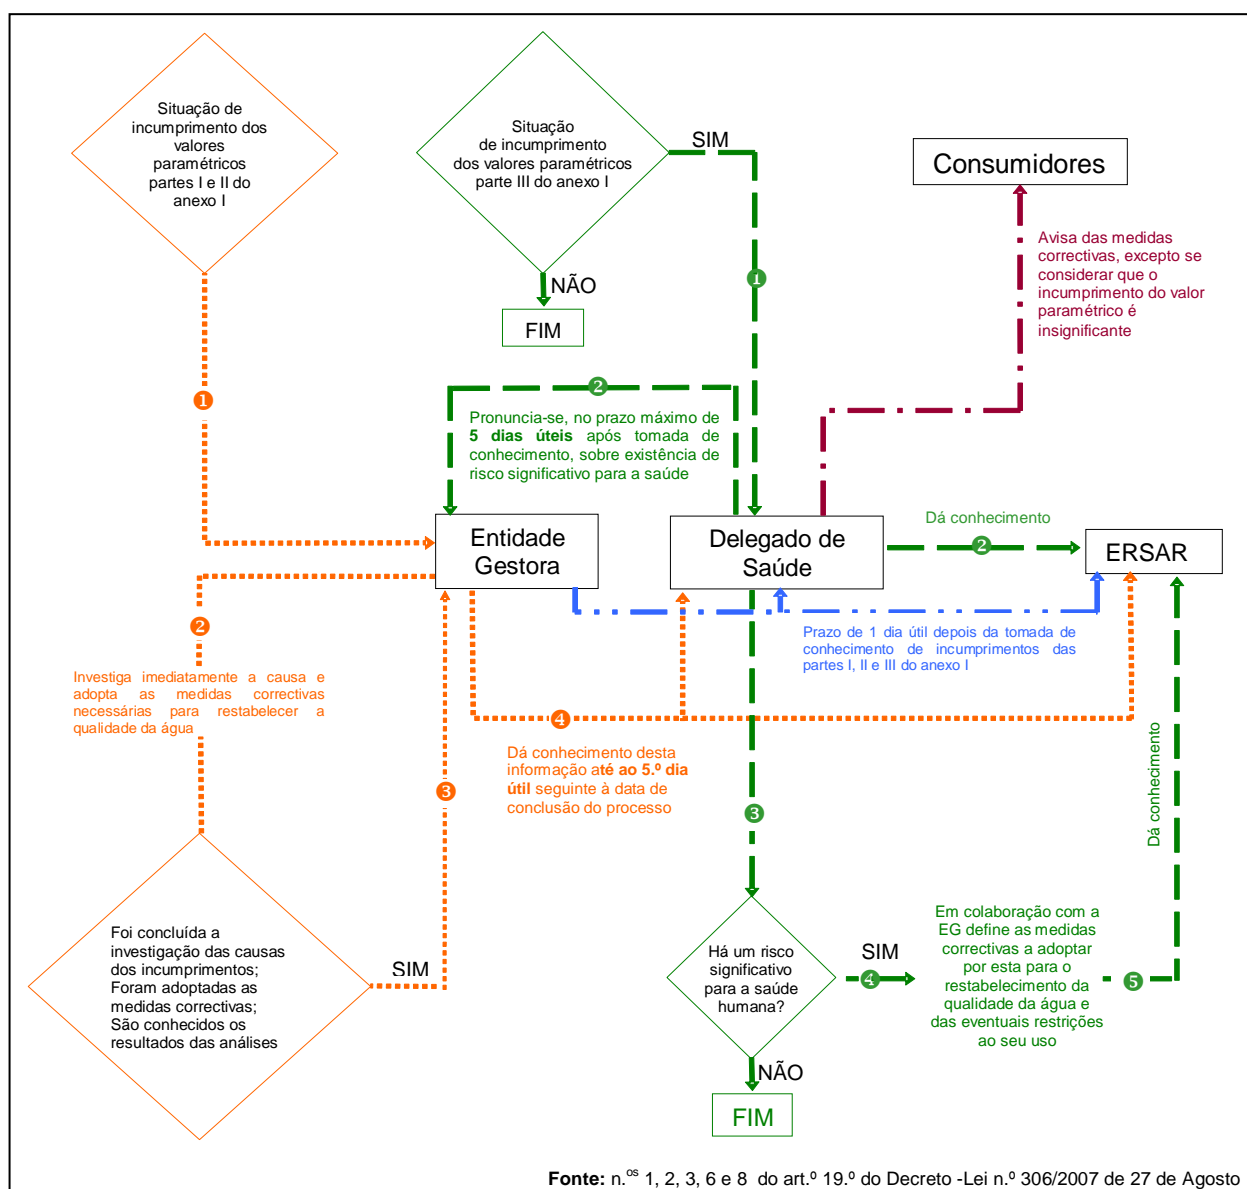 Situação de
incumprimento dos
valores
paramétricos
partes I e II do
anexo I
Situação
de incumprimento
dos valores paramétricos
parte III do anexo I
SIM
NÃO
FIM
Consumidores
Avisa das medidas
correctivas, excepto se
considerar que o
incumprimento do valor
paramétrico é
insignificante
1
1
2
Pronuncia-se, no prazo máximo de
5 dias úteis após tomada de
conhecimento, sobre existência de
risco significativo para a saúde
Entidade
Gestora
Delegado de
Saúde
Dá conhecimento
2
ERSAR
Prazo de 1 dia útil depois da tomada de
conhecimento de incumprimentos das
partes I, II e III do anexo I
2
Investiga imediatamente a causa e
adopta as medidas correctivas
necessárias para restabelecer a
qualidade da água
4
Dá conhecimento desta
informação até ao 5.º dia
útil seguinte à data de
conclusão do processo
3
3
Dá conhecimento
Foi concluída a
investigação das causas
dos incumprimentos;
Foram adoptadas as
medidas correctivas;
São conhecidos os
resultados das análises
SIM
Há um risco
significativo
para a saúde
humana?
SIM
4
Em colaboração com a
EG define as medidas
correctivas a adoptar
por esta para o
restabelecimento da
qualidade da água e
das eventuais restrições
ao seu uso
5
NÃO
FIM
Fonte: n.os 1, 2, 3, 6 e 8 do art.º 19.º do Decreto -Lei n.º 306/2007 de 27 de Agosto